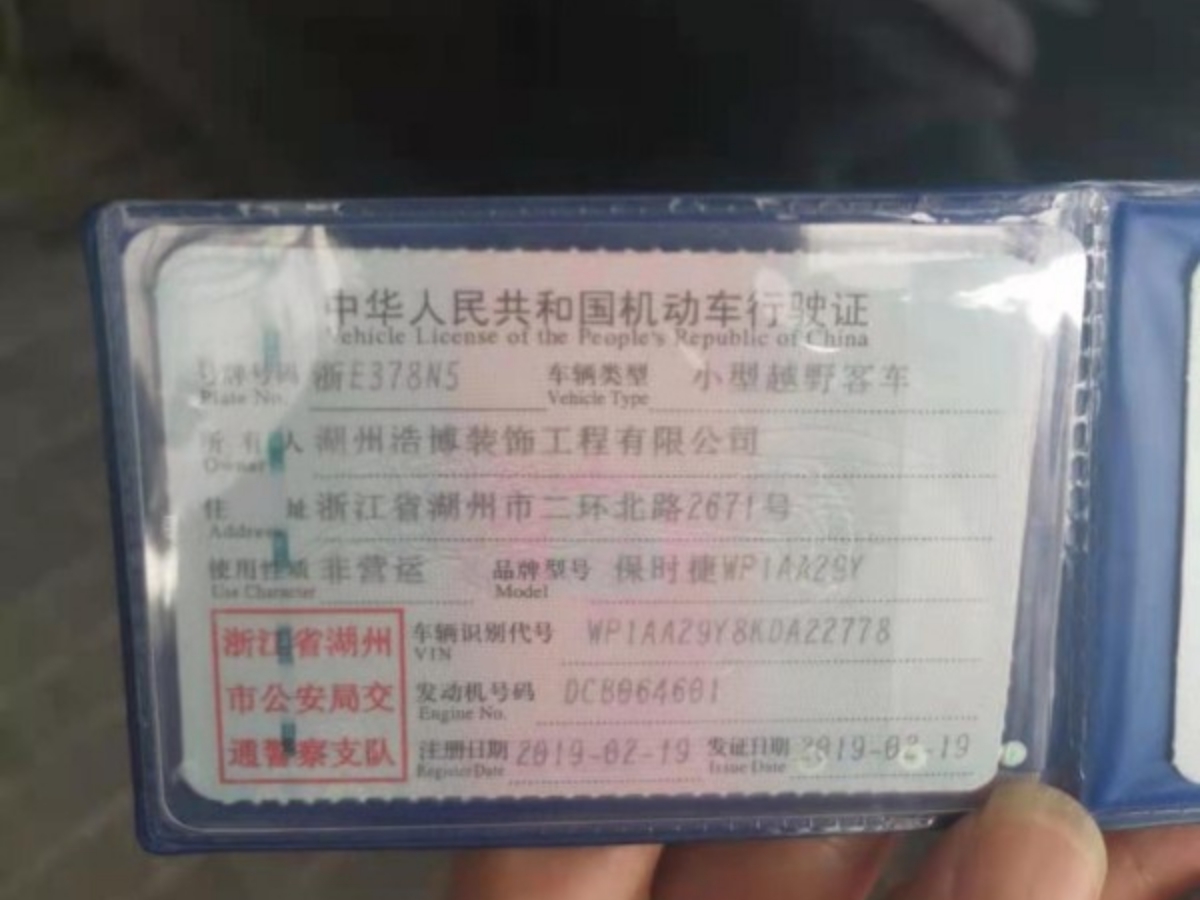 中华人民共和国机动车行驶证
Vehicle License of the People's Republic of China
号牌号码 浙E378N5 车辆类型 小型越野客车
Plate No. Vehicle Type
所有人 湖州浩博装饰工程有限公司
Owner
住址 浙江省湖州市二环北路2671号
Address
使用性质 非营运 品牌型号 保时捷WP1AA29Y
Use Character Model
浙江省湖州 车辆识别代号 WP1AA29Y8KDA22778
VIN
市公安局交 发动机号码 DCB064601
Engine No.
通警察支队 注册日期 2019-02-19 发证日期 2019-02-19
Register Date Issue Date